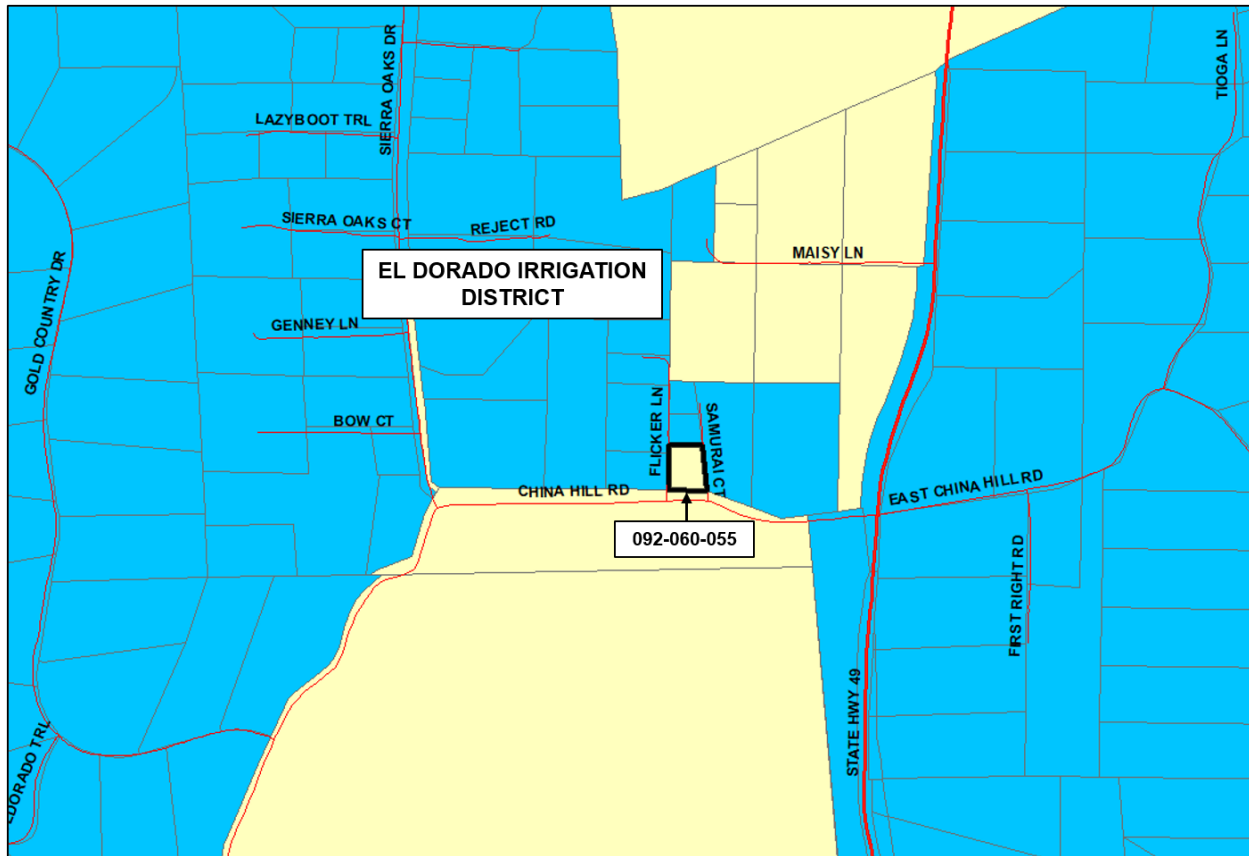 SIERRA OAKS DR
TIOGA LN
LAZYBOOT TRL
SIERRA OAKS CT
REJECT RD
MAISY LN
EL DORADO IRRIGATION
DISTRICT
GOLD COUNTRY DR
GENNEY LN
BOW CT
FLICKER LN
SAMURAI CT
CHINA HILL RD
EAST CHINA HILL RD
092-060-055
FIRST RIGHT RD
STATE HWY 49
DORADO TRL